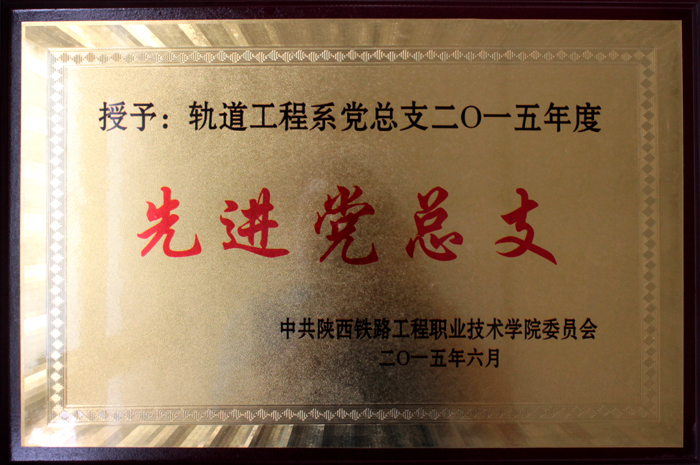 授予：轨道工程系党总支二O一五年度
先进党总支
中共陕西铁路工程职业技术学院委员会
二O一五年六月